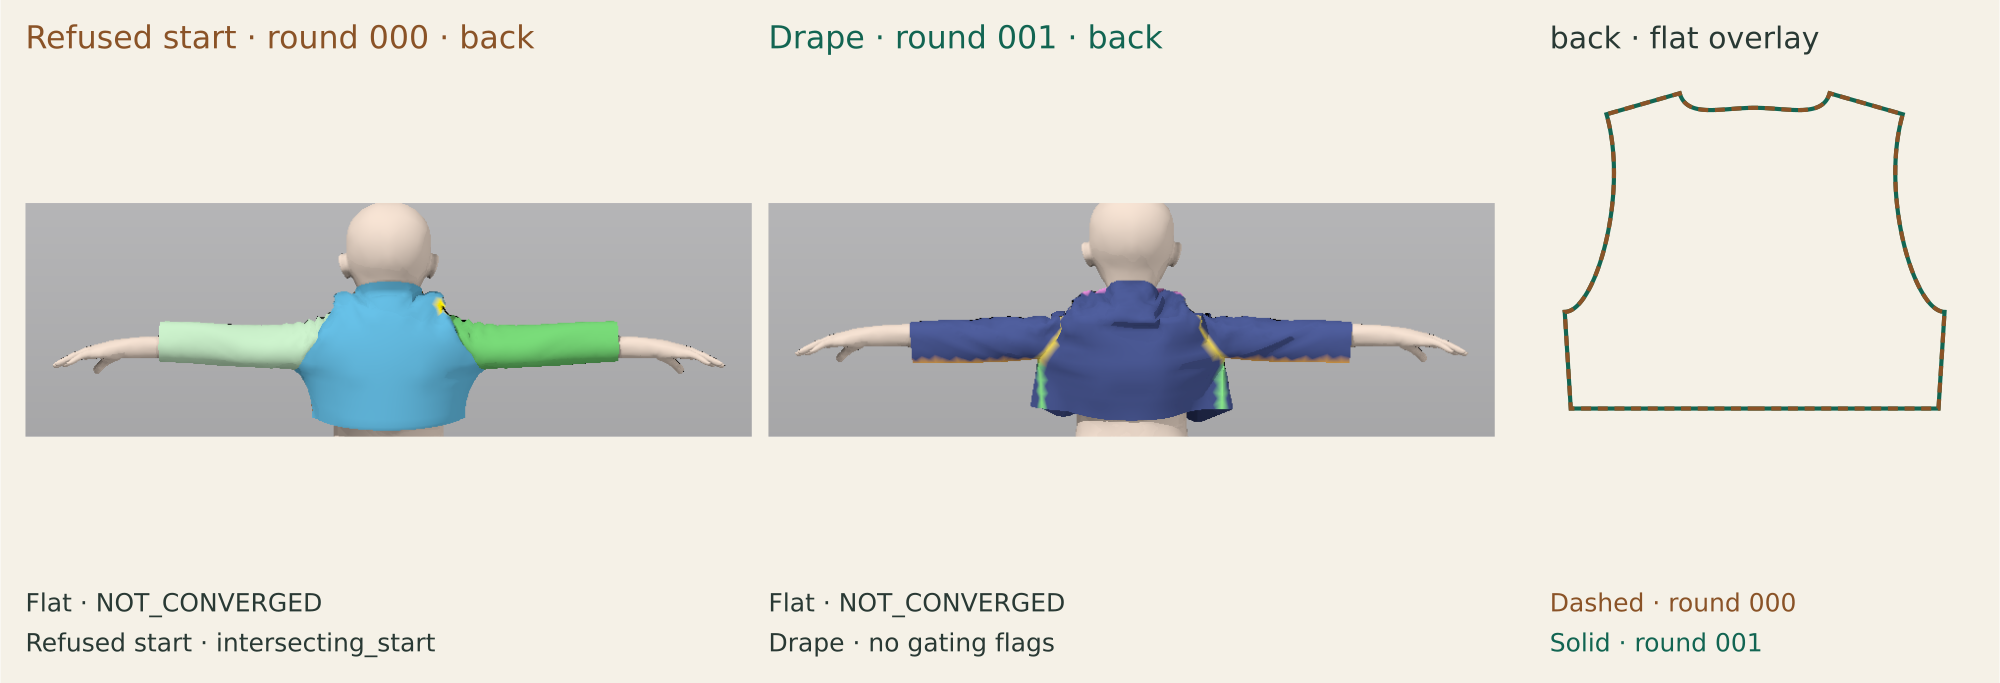 Refused start · round 000 · back
Drape · round 001 · back
back · flat overlay
Flat · NOT_CONVERGED
Refused start · intersecting_start
Flat · NOT_CONVERGED
Drape · no gating flags
Dashed · round 000
Solid · round 001